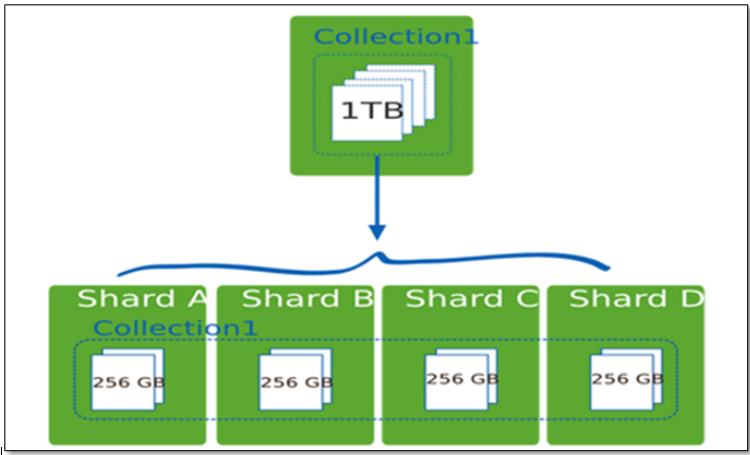 Collection1
1TB
Shard A Shard B Shard C Shard D
Collection1
256 GB 256 GB 256 GB 256 GB